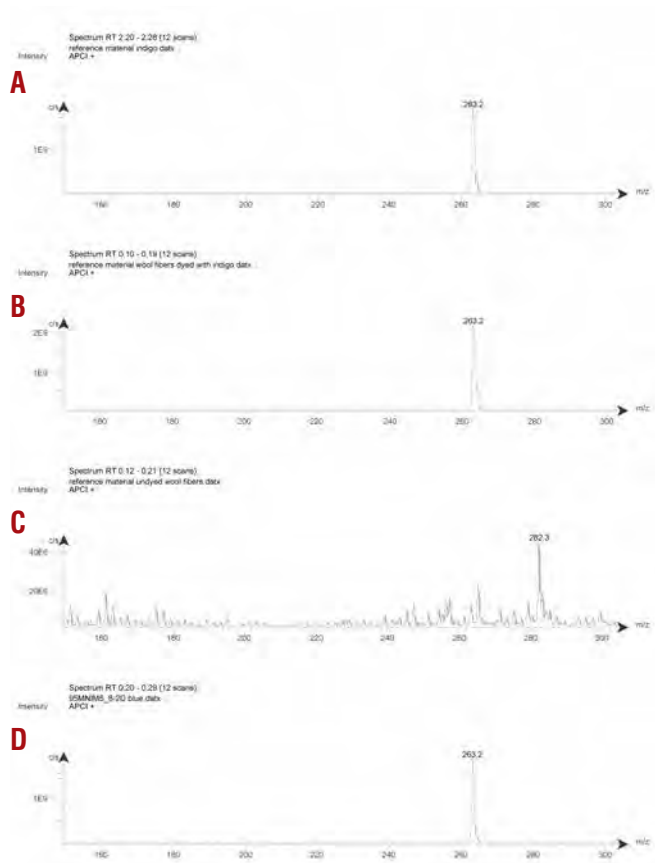 Spectrum RT 2.20 - 2.28 (12 scans)
reference material indigo datx
Intensity APCI +
A
263.2
1E9
160 180 200 220 240 260 280 300 m/z
Spectrum RT 0.10 - 0.19 (12 scans)
reference material wool fibers dyed with indigo datx
Intensity APCI +
B
2E9
263.2
1E9
160 180 200 220 240 260 280 300 m/z
Spectrum RT 0.12 - 0.21 (12 scans)
reference material undyed wool fibers datx
Intensity APCI +
C
282.3
40E6
20E6
160 180 200 220 240 260 280 300 m/z
Spectrum RT 0.20 - 0.29 (12 scans)
blue datx
Intensity APCI +
D
263.2
1E9
160 180 200 220 240 260 280 300 m/z